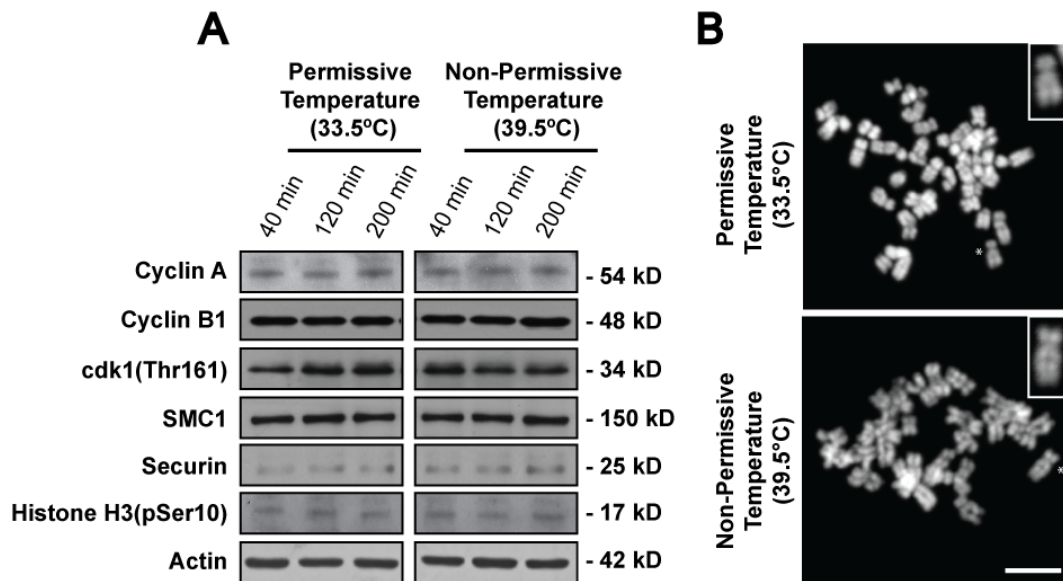 A
Permissive
Temperature
(33.5ºC)
Non-Permissive
Temperature
(39.5ºC)
40 min
120 min
200 min
40 min
120 min
200 min
Cyclin A
- 54 kD
Cyclin B1
- 48 kD
cdk1(Thr161)
- 34 kD
SMC1
- 150 kD
Securin
- 25 kD
Histone H3(pSer10)
- 17 kD
Actin
- 42 kD
B
Permissive
Temperature
(33.5°C)
*
Non-Permissive
Temperature
(39.5°C)
*